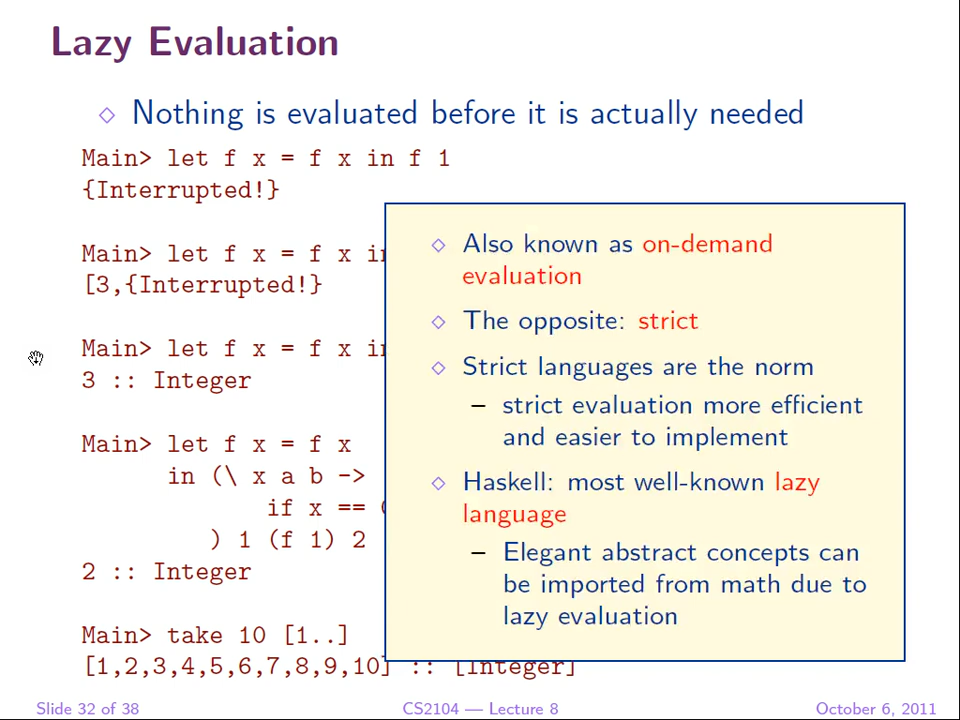 Lazy Evaluation
◇ Nothing is evaluated before it is actually needed
Main> let f x = f x in f 1
{Interrupted!}
Main> let f x = f x in
[3,{Interrupted!}
Main> let f x = f x in
3 :: Integer
Main> let f x = f x
in (\ x a b ->
if x ==
) 1 (f 1) 2
2 :: Integer
Main> take 10 [1..]
[1,2,3,4,5,6,7,8,9,10] :: [Integer]
◇ Also known as on-demand
evaluation
◇ The opposite: strict
◇ Strict languages are the norm
– strict evaluation more efficient
and easier to implement
◇ Haskell: most well-known lazy
language
– Elegant abstract concepts can
be imported from math due to
lazy evaluation
Slide 32 of 38
CS2104 — Lecture 8
October 6, 2011